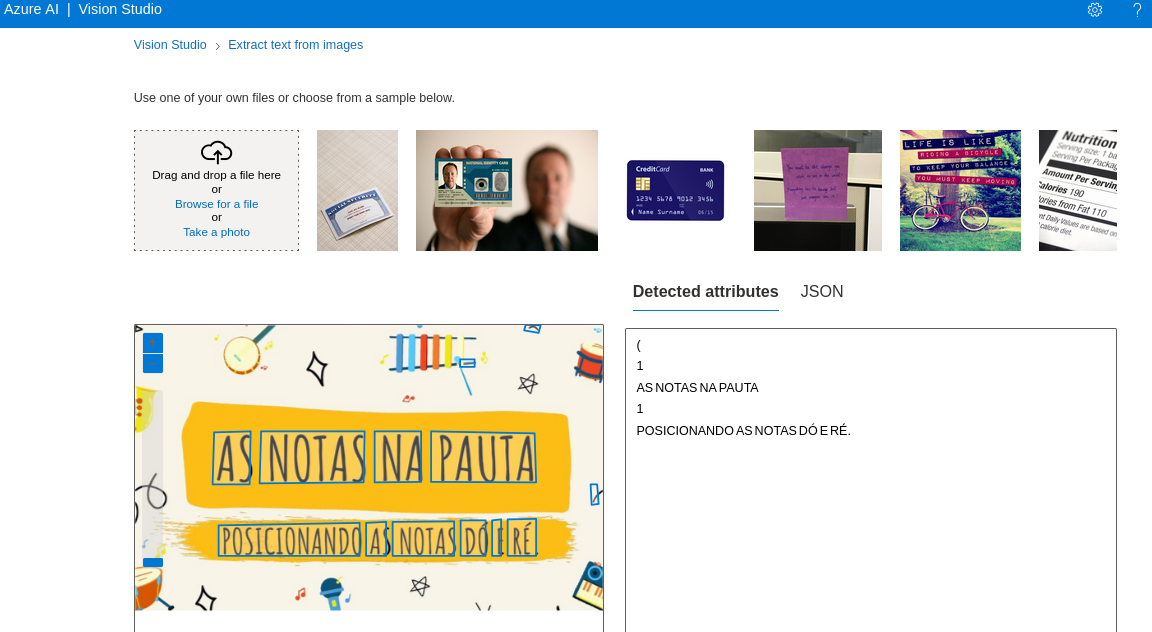 Azure AI | Vision Studio
Vision Studio > Extract text from images
Use one of your own files or choose from a sample below.
Drag and drop a file here
or
Browse for a file
or
Take a photo
NATIONAL IDENTITY CARD
CreditCard BANK
1234 5678 9012 3456
Name Surname 06/15
LIFE IS LIKE
RIDING A BICYCLE
TO KEEP YOUR BALANCE
YOU MUST KEEP MOVING
Nutrition
Serving size: 1 ba
Serving Per Packag
Amount Per Servin
Calories 190
ories from Fat 110
nt Daily Values are based on
calorie diet.
Detected attributes JSON
AS NOTAS NA PAUTA
POSICIONANDO AS NOTAS DÓ E RÉ.
(
1
AS NOTAS NA PAUTA
1
POSICIONANDO AS NOTAS DÓ E RÉ.